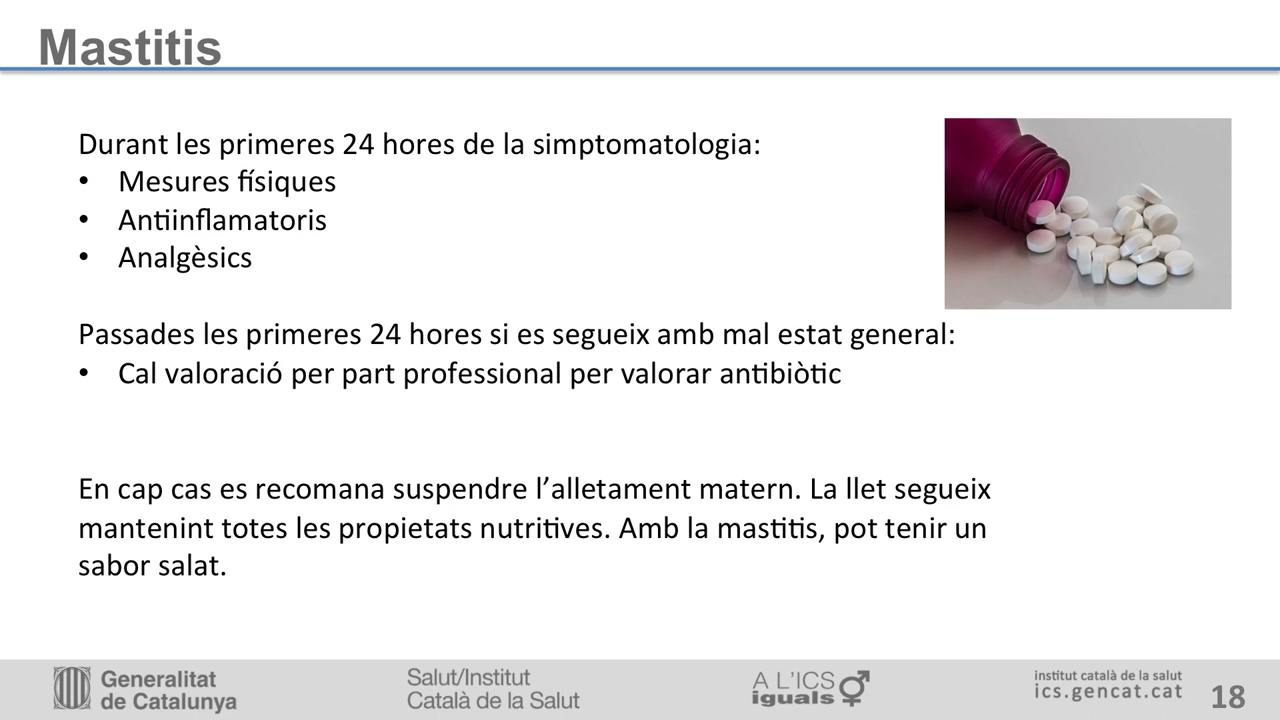 Mastitis
Durant les primeres 24 hores de la simptomatologia:
• Mesures físiques
• Antiinflamatoris
• Analgèsics
Passades les primeres 24 hores si es segueix amb mal estat general:
• Cal valoració per part professional per valorar antibiòtic
En cap cas es recomana suspendre l’alletament matern. La llet segueix
mantenint totes les propietats nutritives. Amb la mastitis, pot tenir un
sabor salat.
Generalitat
de Catalunya
Salut/Institut
Català de la Salut
A L'ICS
iguals
institut català de la salut
ics.gencat.cat
18